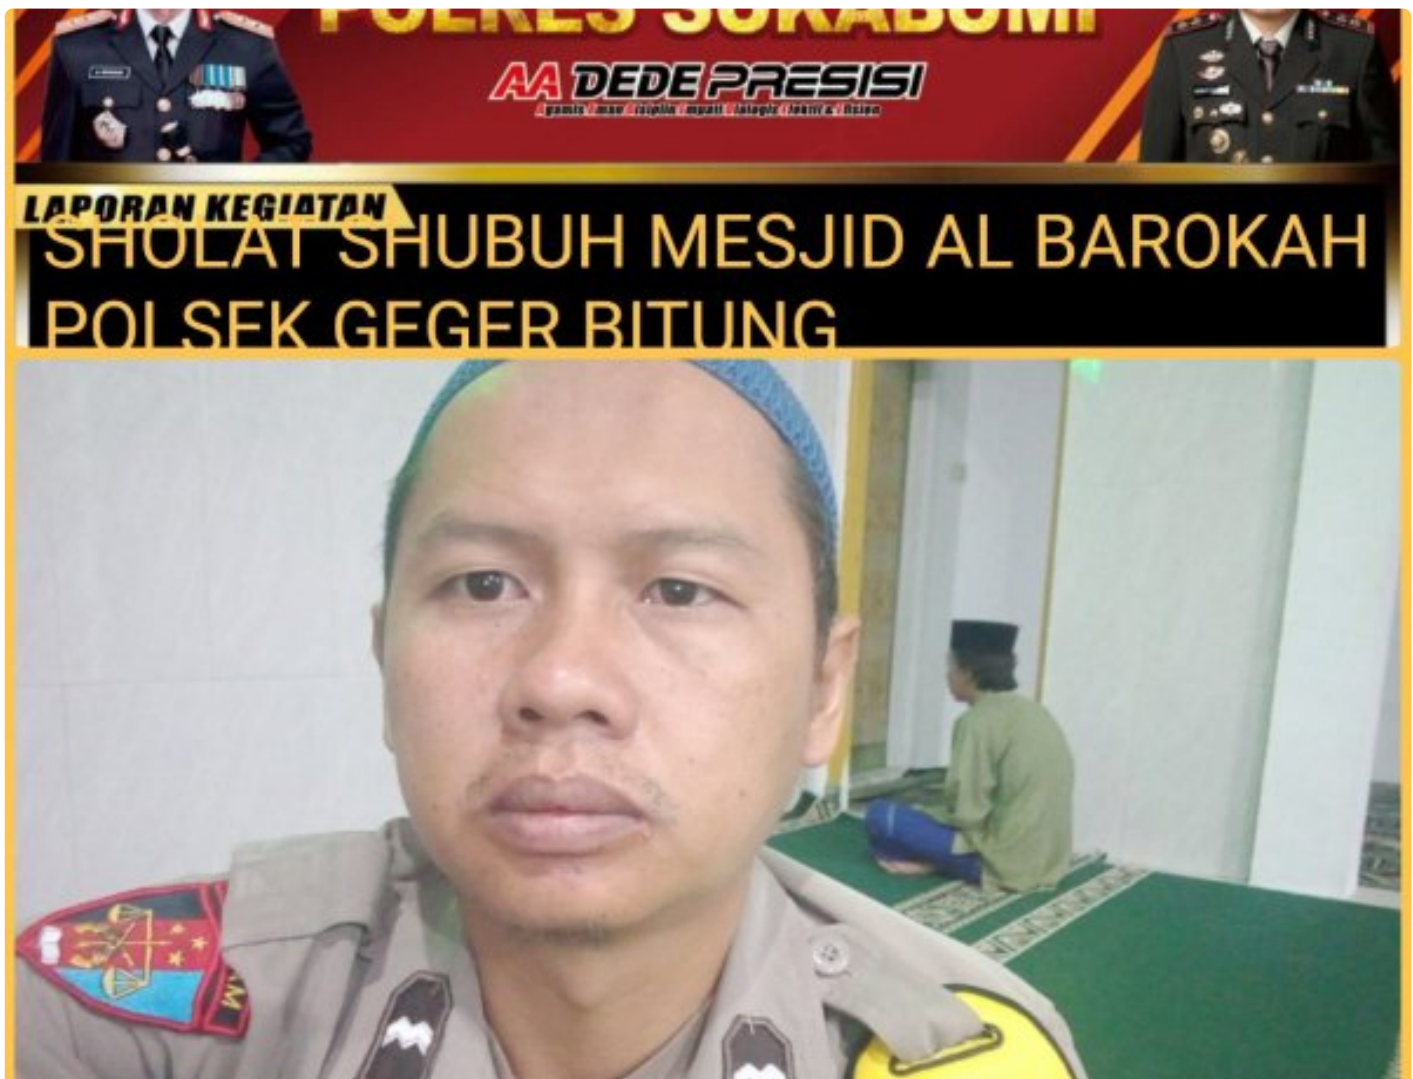 POLRES SUKABUMI
AA DEDE PRESISI
LAPORAN KEGIATAN
SHOLAT SHUBUH MESJID AL BAROKAH
POLSEK GEGER BITUNG